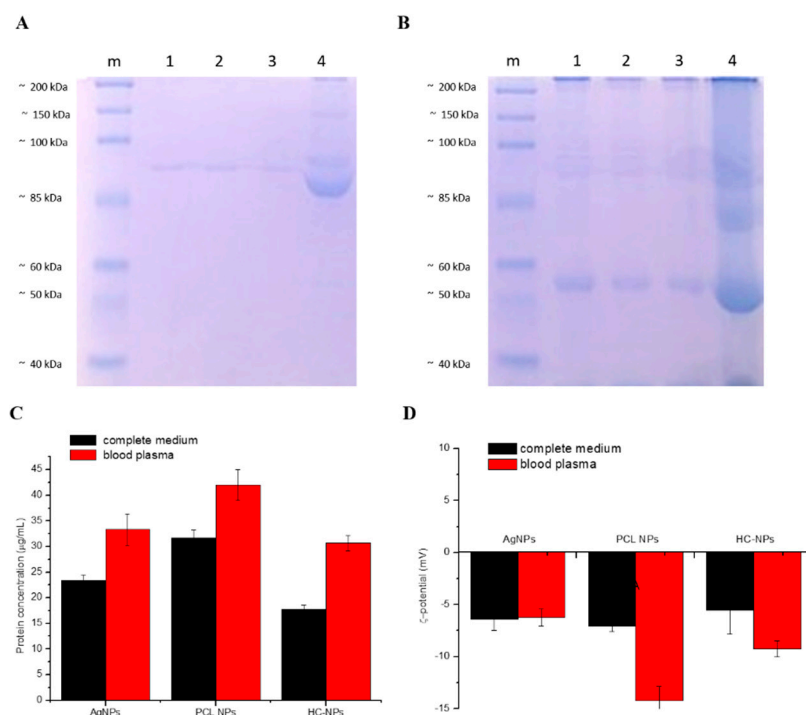 A
m 1 2 3 4
~ 200 kDa
~ 150 kDa
~ 100 kDa
~ 85 kDa
~ 60 kDa
~ 50 kDa
~ 40 kDa
B
m 1 2 3 4
~ 200 kDa
~ 150 kDa
~ 100 kDa
~ 85 kDa
~ 60 kDa
~ 50 kDa
~ 40 kDa
C
complete medium
blood plasma
Protein concentration (µg/mL)
45
40
35
30
25
20
15
10
5
0
AgNPs PCL NPs HC-NPs
D
complete medium
blood plasma
ζ-potential (mV)
10
5
0
-5
-10
-15
AgNPs PCL NPs HC-NPs